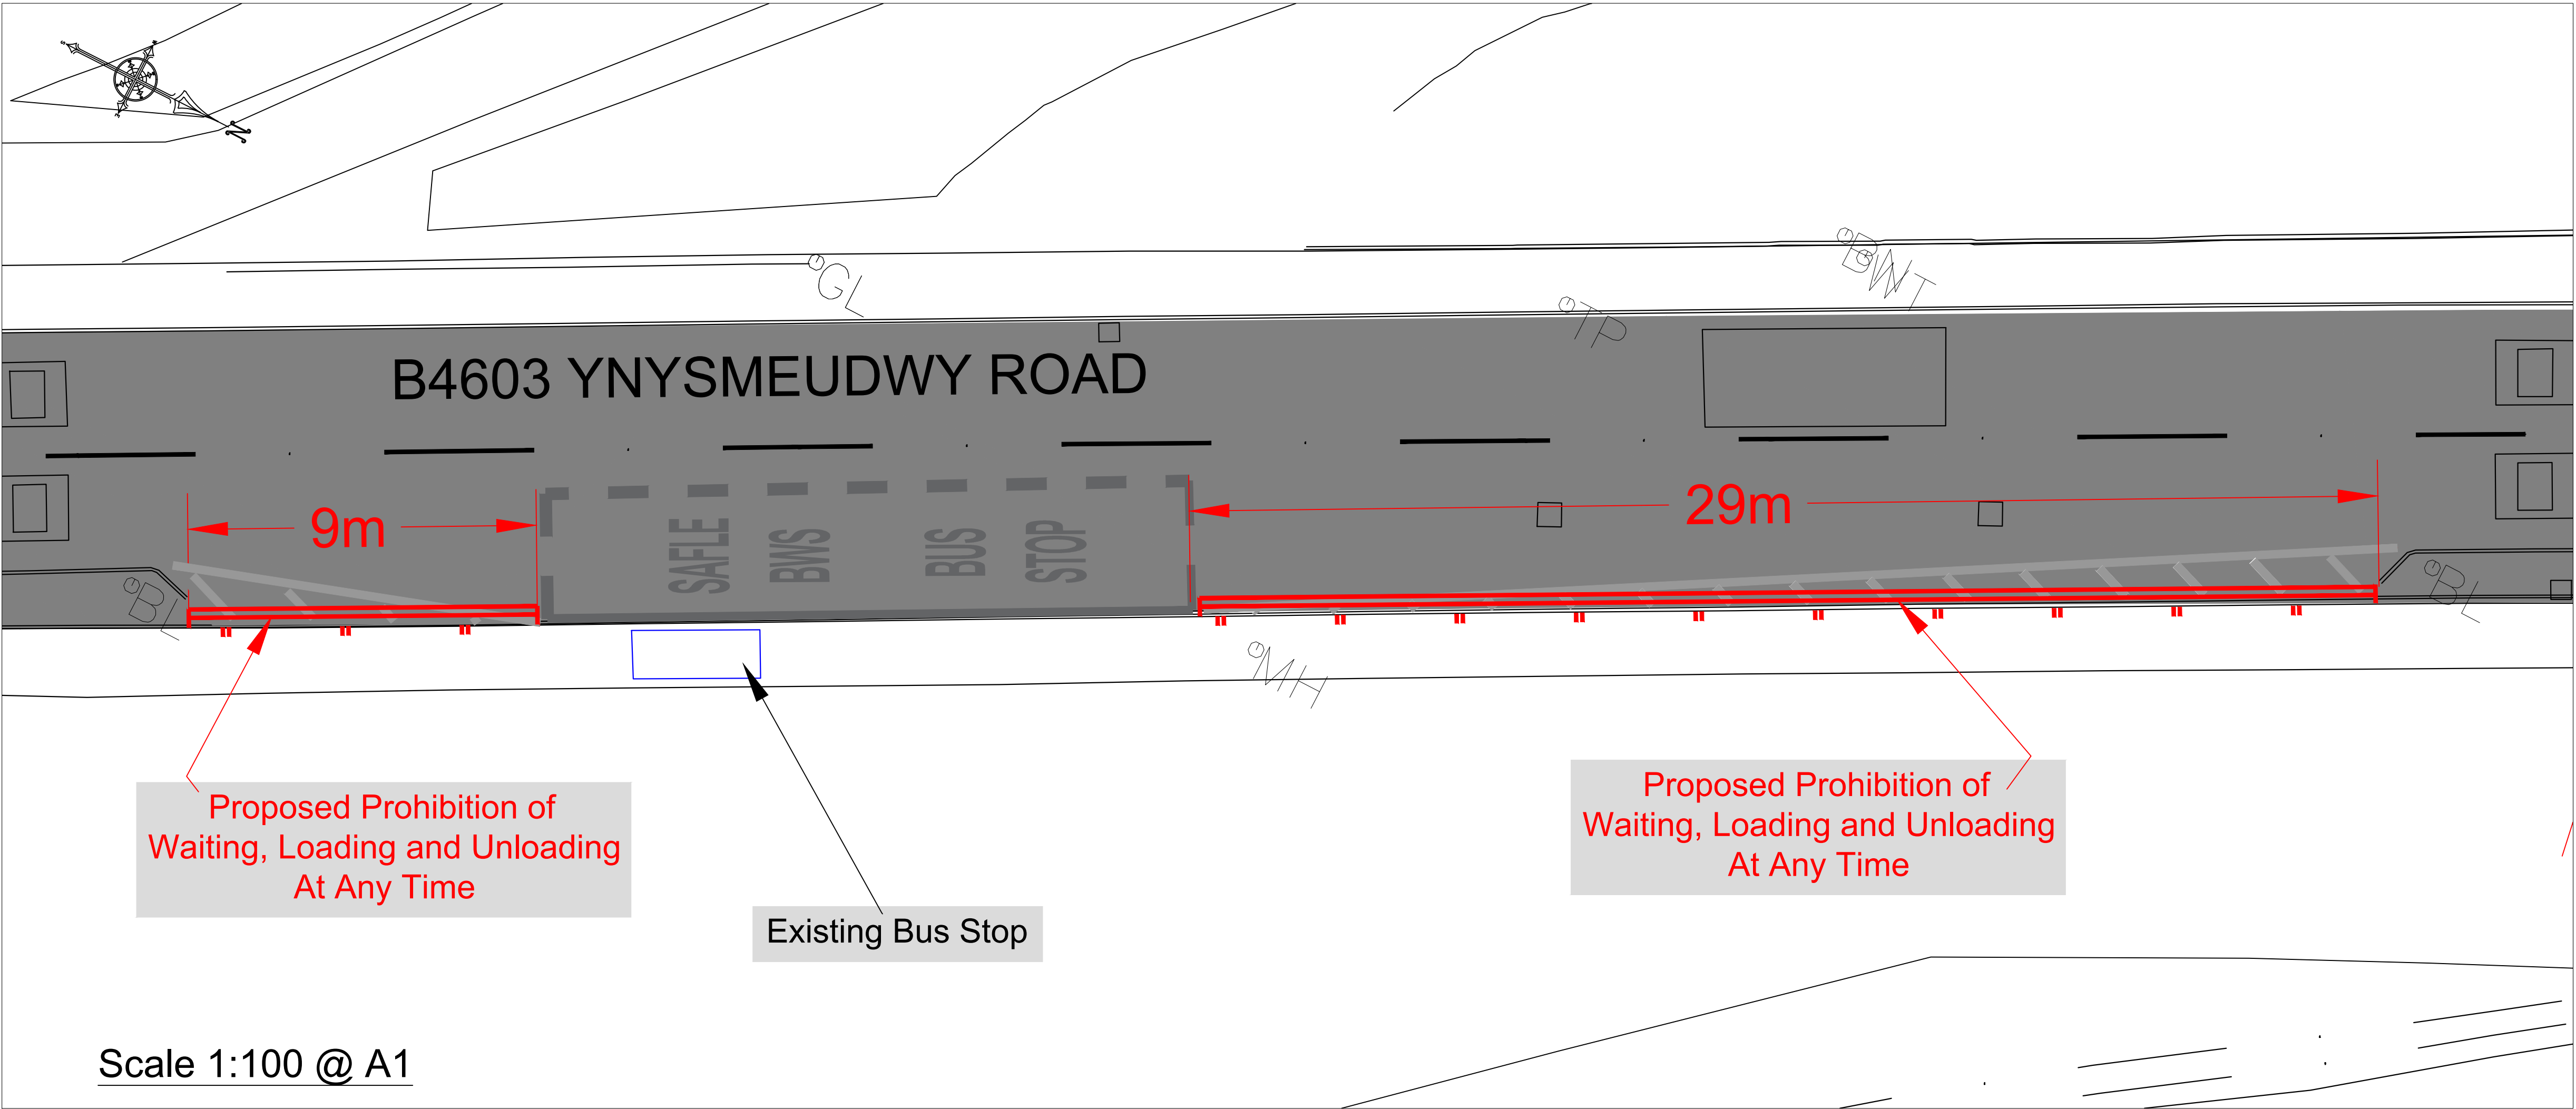 N
GL
BWT
TP
B4603 YNYSMEUDWY ROAD
9m
29m
SAFLE
BWS
BUS
STOP
BL
BL
MH
Proposed Prohibition of
Waiting, Loading and Unloading
At Any Time
Proposed Prohibition of
Waiting, Loading and Unloading
At Any Time
Existing Bus Stop
Scale 1:100 @ A1